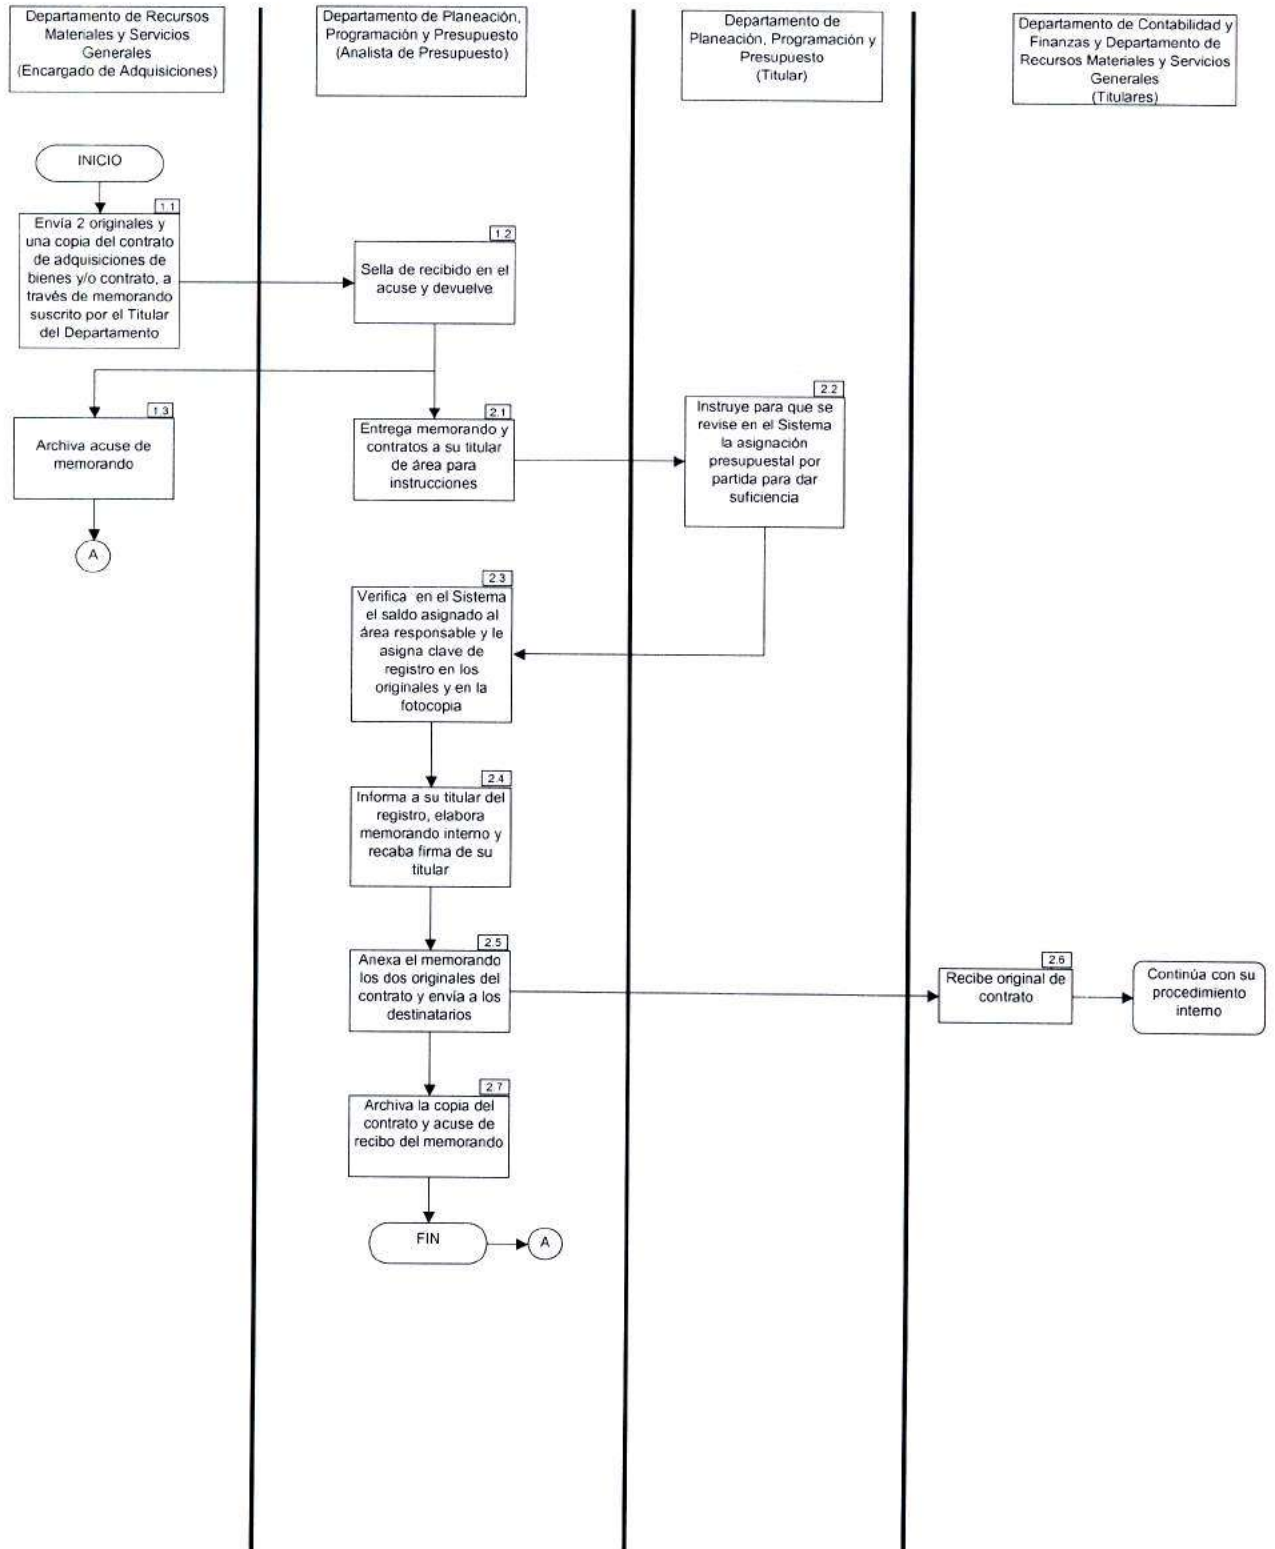 Departamento de Recursos
Materiales y Servicios
Generales
(Encargado de Adquisiciones)
Departamento de Planeación,
Programación y Presupuesto
(Analista de Presupuesto)
Departamento de
Planeación, Programación y
Presupuesto
(Titular)
Departamento de Contabilidad y
Finanzas y Departamento de
Recursos Materiales y Servicios
Generales
(Titulares)
INICIO
1.1
Envía 2 originales y
una copia del contrato
de adquisiciones de
bienes y/o contrato, a
través de memorando
suscrito por el Titular
del Departamento
1.2
Sella de recibido en el
acuse y devuelve
1.3
Archiva acuse de
memorando
A
2.1
Entrega memorando y
contratos a su titular
de área para
instrucciones
2.2
Instruye para que se
revise en el Sistema
la asignación
presupuestal por
partida para dar
suficiencia
2.3
Verifica en el Sistema
el saldo asignado al
área responsable y le
asigna clave de
registro en los
originales y en la
fotocopia
2.4
Informa a su titular del
registro, elabora
memorando interno y
recaba firma de su
titular
2.5
Anexa el memorando
los dos originales del
contrato y envía a los
destinatarios
2.6
Recibe original de
contrato
Continúa con su
procedimiento
interno
2.7
Archiva la copia del
contrato y acuse de
recibo del memorando
FIN
A